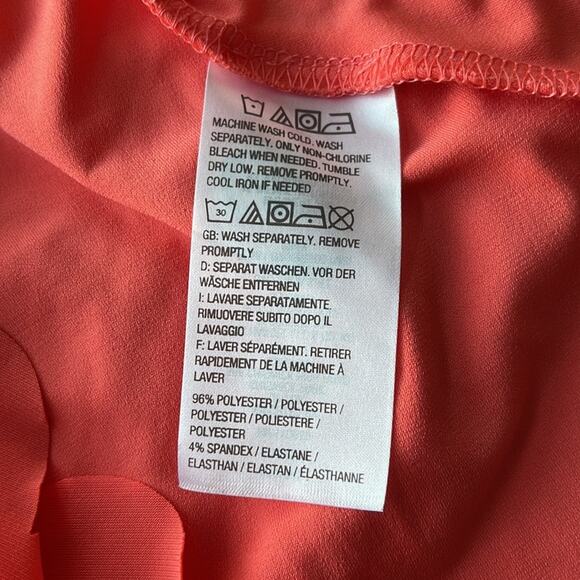 MACHINE WASH COLD. WASH
SEPARATELY. ONLY NON-CHLORINE
BLEACH WHEN NEEDED. TUMBLE
DRY LOW. REMOVE PROMPTLY.
COOL IRON IF NEEDED
30
GB: WASH SEPARATELY. REMOVE
PROMPTLY
D: SEPARAT WASCHEN. VOR DER
WÄSCHE ENTFERNEN
I: LAVARE SEPARATAMENTE.
RIMUOVERE SUBITO DOPO IL
LAVAGGIO
F: LAVER SÉPARÉMENT. RETIRER
RAPIDEMENT DE LA MACHINE À
LAVER
96% POLYESTER / POLYESTER /
POLYESTER / POLIESTERE /
POLYESTER
4% SPANDEX / ELASTANE /
ELASTHAN / ELASTAN / ÉLASTHANNE